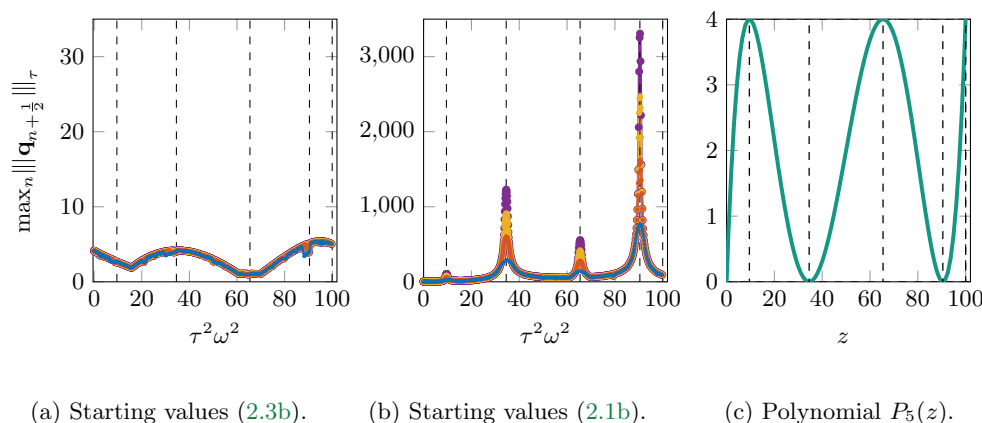 30
20
10
0
0 20 40 60 80 100
τ²ω²
max_n |||q_{n+1/2}|||_τ
3,000
2,000
1,000
0
0 20 40 60 80 100
τ²ω²
4
3
2
1
0
0 20 40 60 80 100
z
(a) Starting values (2.3b).
(b) Starting values (2.1b).
(c) Polynomial P₅(z).